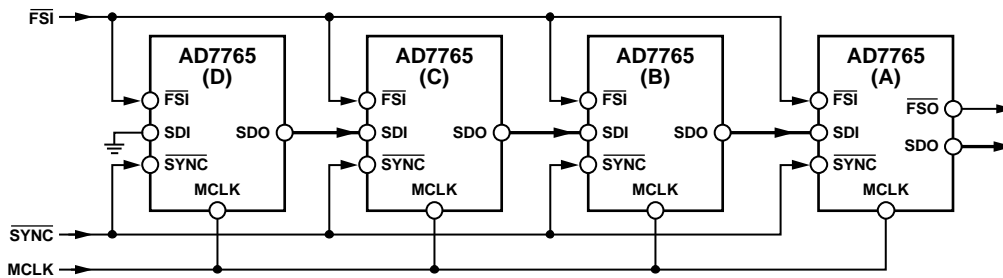 FSI
AD7765
(D)
FSI
SDI
SYNC
SDO
MCLK
AD7765
(C)
FSI
SDI
SYNC
SDO
MCLK
AD7765
(B)
FSI
SDI
SYNC
SDO
MCLK
AD7765
(A)
FSI
SDI
SYNC
FSO
SDO
MCLK
SYNC
MCLK